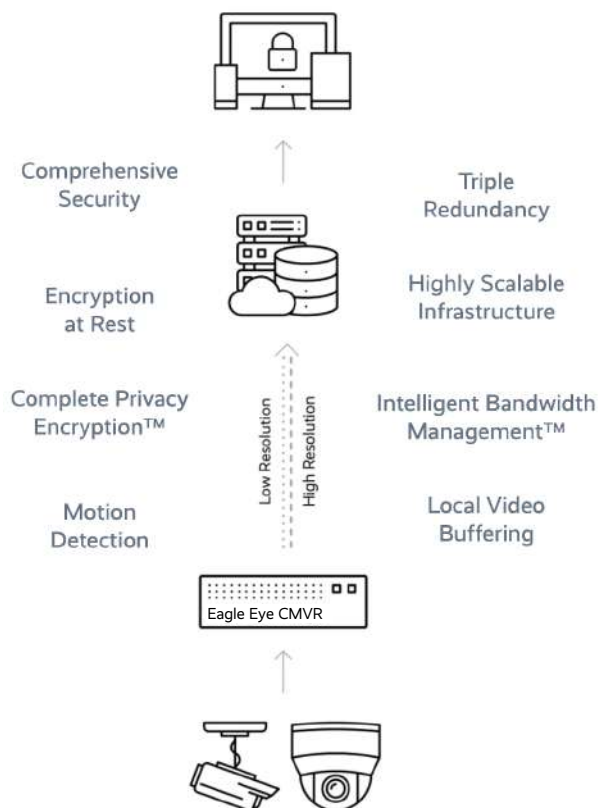 Comprehensive
Security
Triple
Redundancy
Encryption
at Rest
Highly Scalable
Infrastructure
Complete Privacy
Encryption™
Low Resolution
High Resolution
Intelligent Bandwidth
Management™
Motion
Detection
Local Video
Buffering
Eagle Eye CMVR